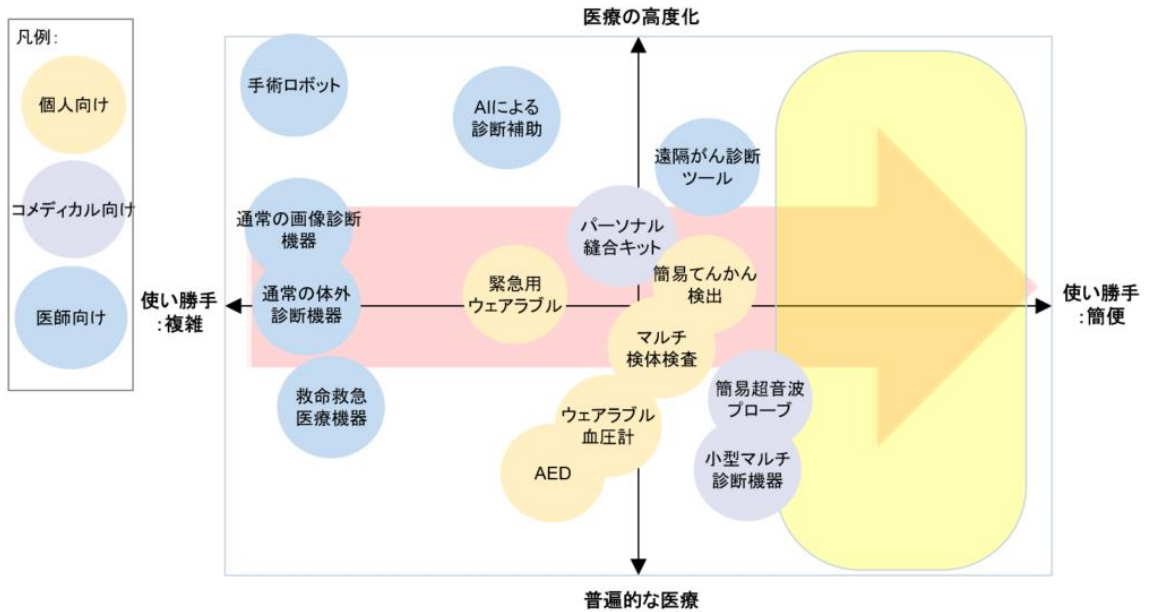 医療の高度化
凡例：
個人向け
コメディカル向け
医師向け
手術ロボット
AIによる
診断補助
遠隔がん診断
ツール
通常の画像診断
機器
パーソナル
縫合キット
緊急用
ウェアラブル
簡易てんかん
検出
通常の体外
診断機器
使い勝手
：複雑
使い勝手
：簡便
マルチ
検体検査
救命救急
医療機器
簡易超音波
プローブ
ウェアラブル
血圧計
AED
小型マルチ
診断機器
普遍的な医療